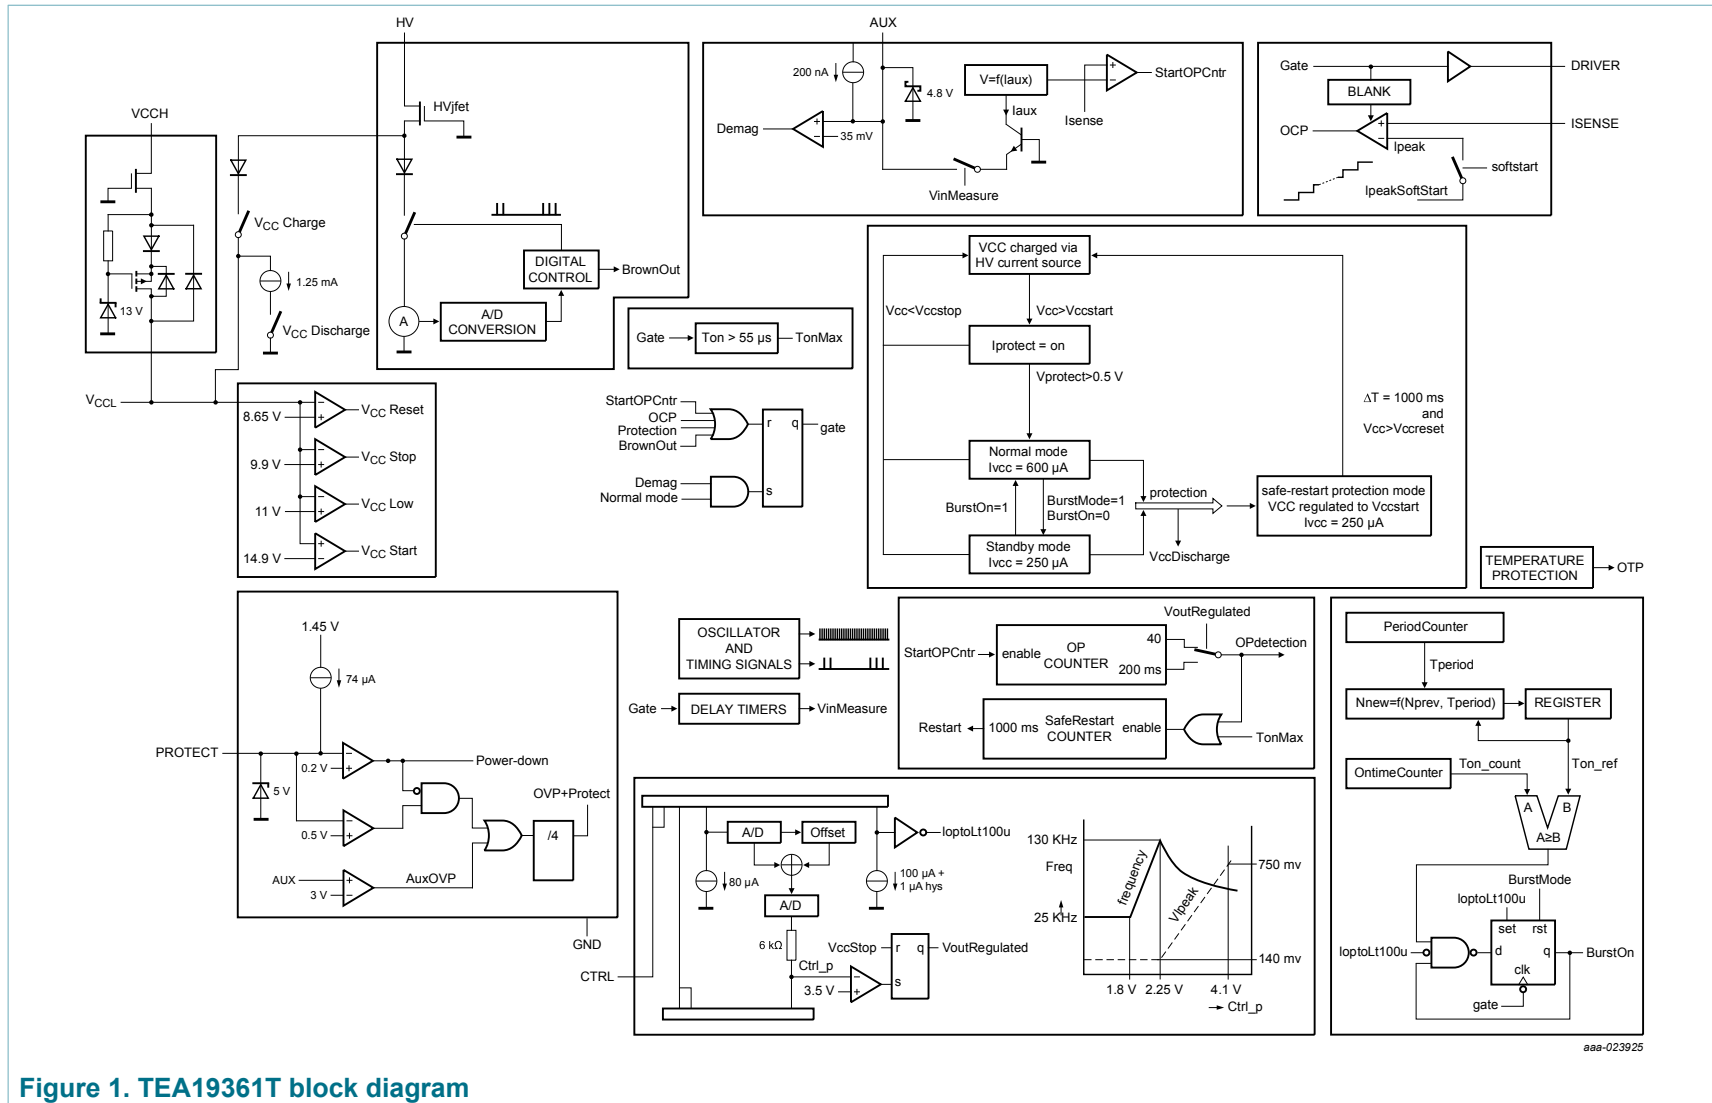 HV
AUX
200 nA
4.8 V
V=f(Iaux)
StartOPCntr
Iaux
Isense
Demag
35 mV
VinMeasure
Gate
DRIVER
BLANK
OCP
ISENSE
Ipeak
softstart
IpeakSoftStart
VCCH
HVjfet
13 V
VCC Charge
1.25 mA
VCC Discharge
DIGITAL
CONTROL
BrownOut
A
A/D
CONVERSION
Gate
Ton > 55 µs
TonMax
VCC charged via
HV current source
Vcc<Vccstop
Vcc>Vccstart
Iprotect = on
Vprotect>0.5 V
ΔT = 1000 ms
and
Vcc>Vccreset
Normal mode
Ivcc = 600 µA
BurstOn=1
BurstMode=1
BurstOn=0
protection
safe-restart protection mode
VCC regulated to Vccstart
Ivcc = 250 µA
Standby mode
Ivcc = 250 µA
VccDischarge
VCCL
8.65 V
VCC Reset
9.9 V
VCC Stop
11 V
VCC Low
14.9 V
VCC Start
StartOPCntr
OCP
Protection
BrownOut
r
q
gate
Demag
Normal mode
s
TEMPERATURE
PROTECTION
OTP
1.45 V
74 µA
PROTECT
0.2 V
Power-down
5 V
0.5 V
OVP+Protect
/4
AUX
3 V
AuxOVP
GND
OSCILLATOR
AND
TIMING SIGNALS
Gate
DELAY TIMERS
VinMeasure
VoutRegulated
StartOPCntr
enable
OP
COUNTER
40
200 ms
OPdetection
Restart
1000 ms
SafeRestart
COUNTER
enable
TonMax
A/D
Offset
IoptoLt100u
80 µA
100 µA +
1 µA hys
A/D
6 kΩ
CTRL
Ctrl_p
3.5 V
VccStop
r
q
VoutRegulated
s
130 KHz
Freq
25 KHz
frequency
VIpeak
750 mv
140 mv
1.8 V
2.25 V
4.1 V
Ctrl_p
PeriodCounter
Tperiod
Nnew=f(Nprev, Tperiod)
REGISTER
OntimeCounter
Ton_count
Ton_ref
A
B
A≥B
BurstMode
IoptoLt100u
set
rst
IoptoLt100u
d
q
BurstOn
clk
gate
aaa-023925
Figure 1. TEA19361T block diagram